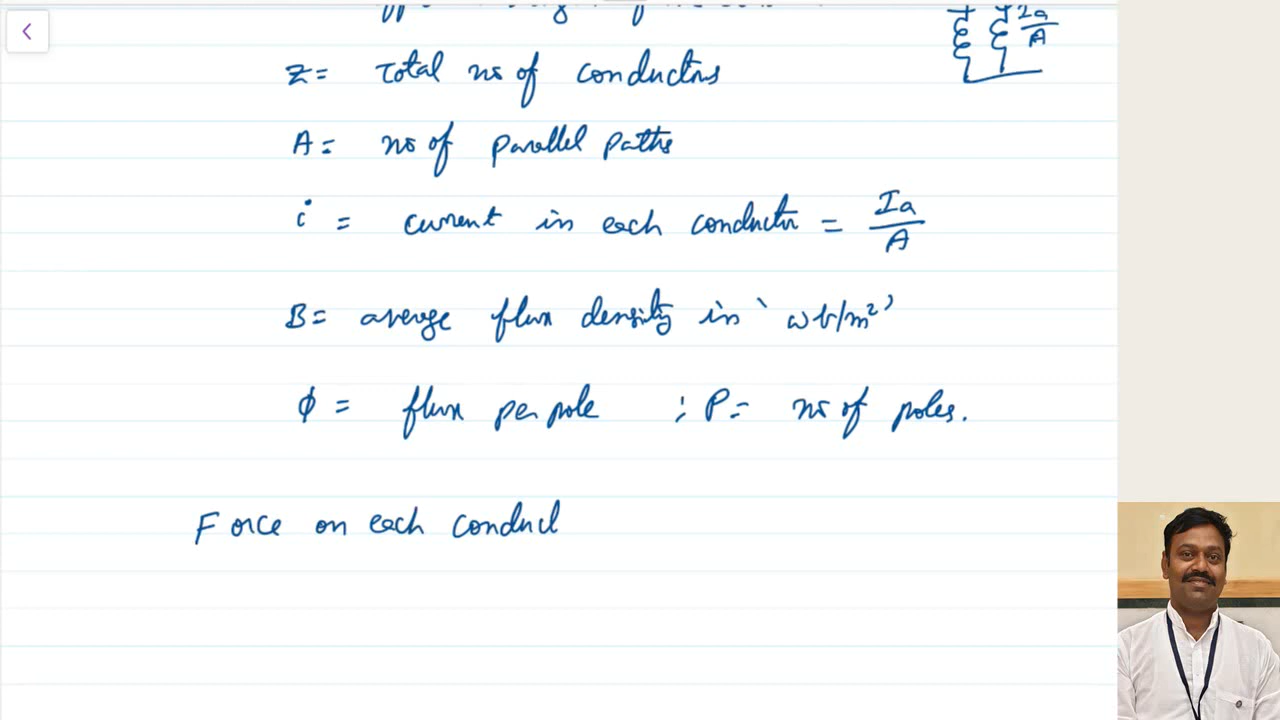 Ia/A
Z = Total no of conductors
A = no of parallel paths
i = current in each conductor = Ia/A
B = average flux density in 'wb/m²'
ϕ = flux per pole ; P = no of poles.
Force on each conduct